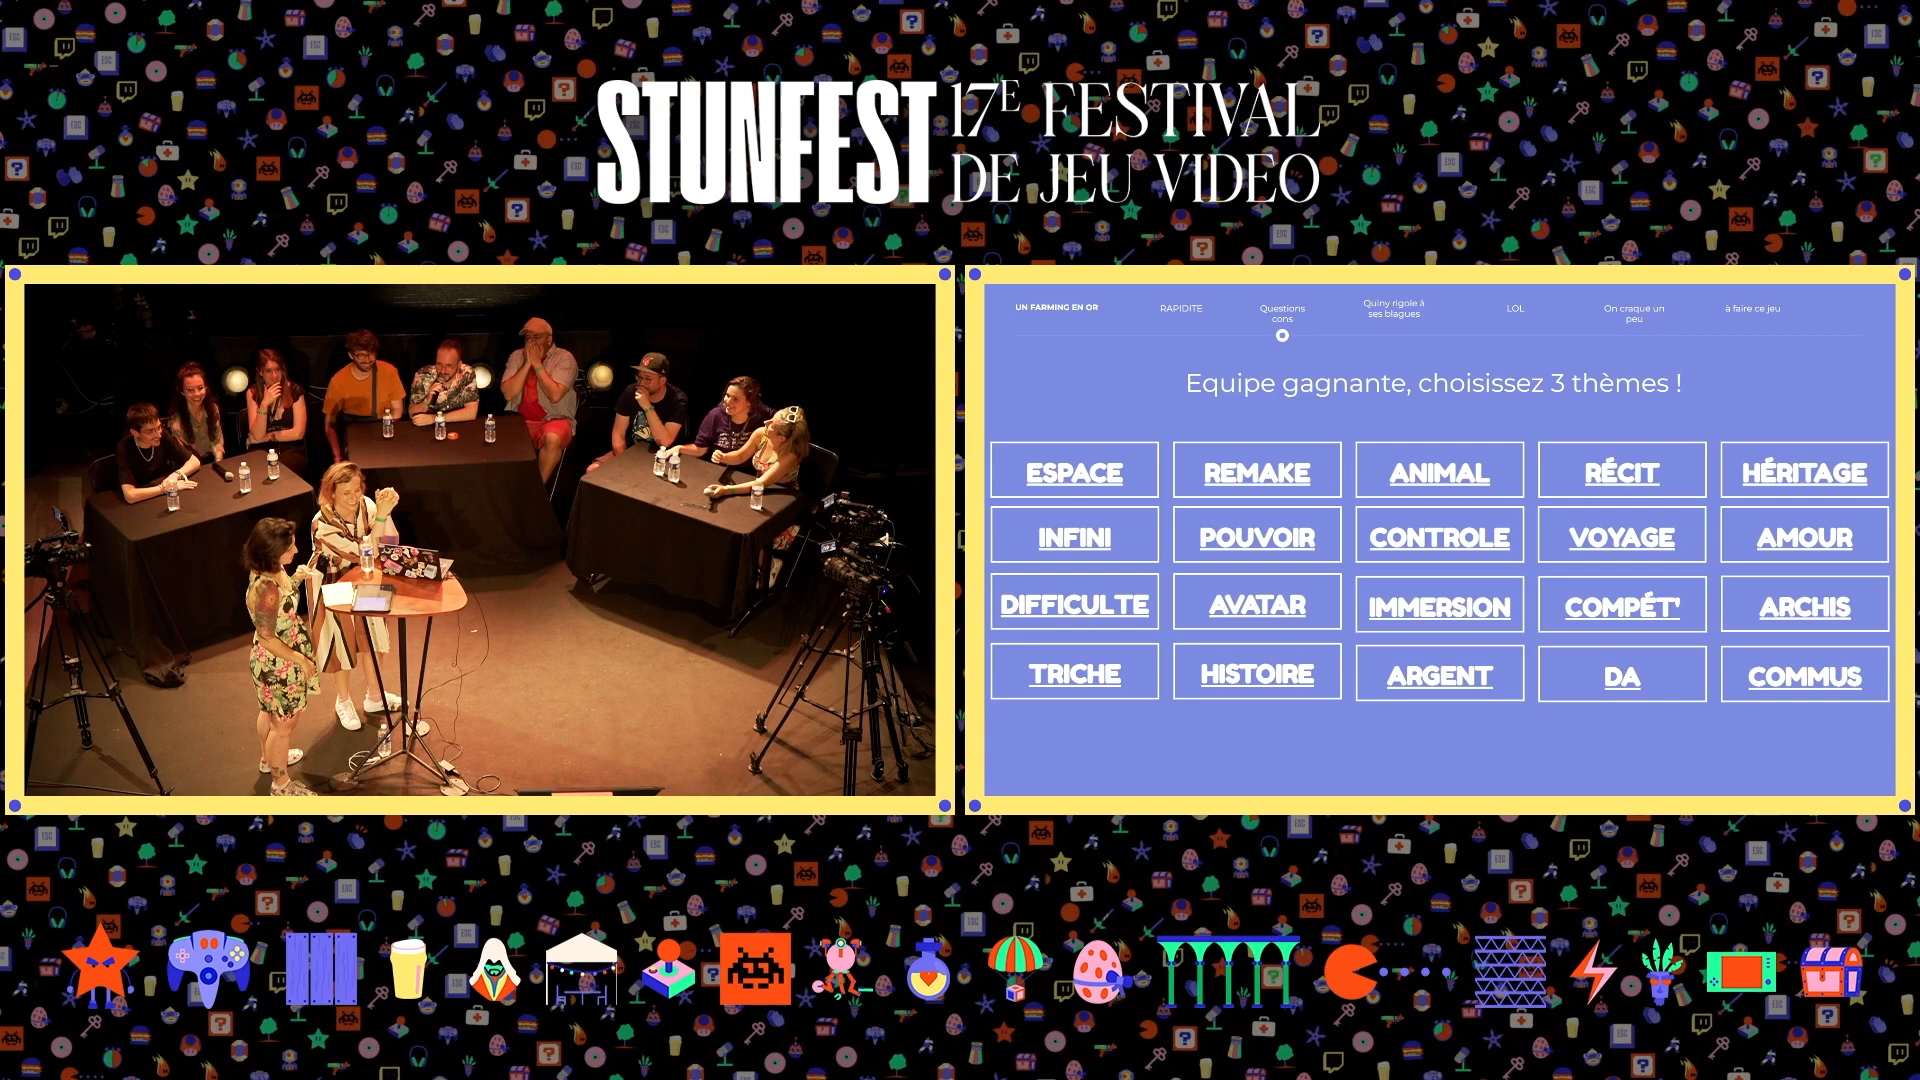 STUNFEST 17E FESTIVAL
DE JEU VIDEO
UN FARMING EN OR
RAPIDITE
Questions
cons
Quiny rigole à
ses blagues
LOL
On craque un
peu
à faire ce jeu
Equipe gagnante, choisissez 3 thèmes !
ESPACE REMAKE ANIMAL RÉCIT HÉRITAGE
INFINI POUVOIR CONTROLE VOYAGE AMOUR
DIFFICULTE AVATAR IMMERSION COMPÉT' ARCHIS
TRICHE HISTOIRE ARGENT DA COMMUS